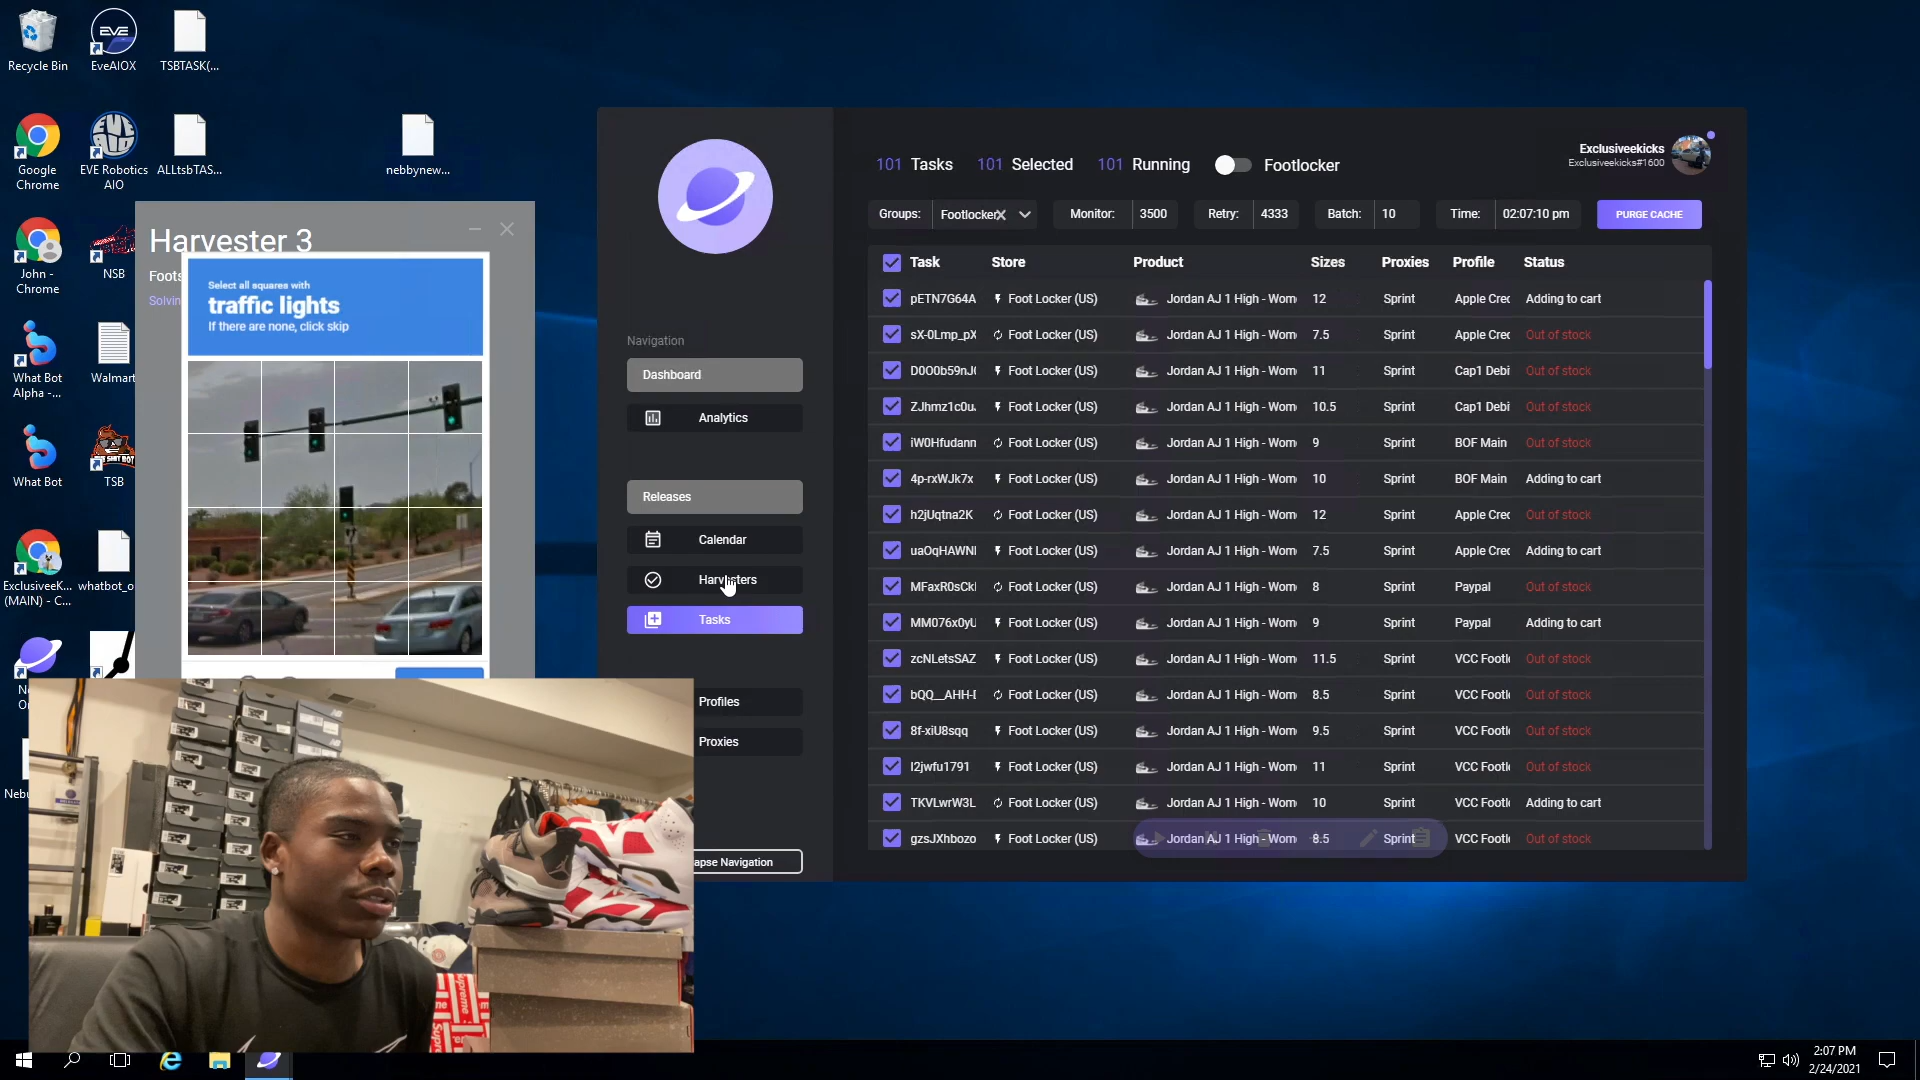 Recycle Bin
EveAIOX
TSBTASK(...
Google Chrome
EVE Robotics AIO
ALLtsbTAS...
nebbynew...
John - Chrome
NSB
What Bot Alpha -...
Walmart
What Bot
TSB
ExclusiveeK... (MAIN) - C...
whatbot_o
Harvester 3
Foots
Solvin
Select all squares with
traffic lights
If there are none, click skip
Navigation
Dashboard
Analytics
Releases
Calendar
Harvesters
Tasks
Profiles
Proxies
apse Navigation
101 Tasks 101 Selected 101 Running Footlocker
Exclusiveekicks
Exclusiveekicks#1600
Groups: Footlocker Monitor: 3500 Retry: 4333 Batch: 10 Time: 02:07:10 pm PURGE CACHE
Task Store Product Sizes Proxies Profile Status
pETN7G64A Foot Locker (US) Jordan AJ 1 High - Wom 12 Sprint Apple Cred Adding to cart
sX-0Lmp_pX Foot Locker (US) Jordan AJ 1 High - Wom 7.5 Sprint Apple Cred Out of stock
D0O0b59nJ( Foot Locker (US) Jordan AJ 1 High - Wom 11 Sprint Cap1 Debi Out of stock
ZJhmz1c0u. Foot Locker (US) Jordan AJ 1 High - Wom 10.5 Sprint Cap1 Debi Out of stock
iW0Hfudann Foot Locker (US) Jordan AJ 1 High - Wom 9 Sprint BOF Main Out of stock
4p-rxWJk7x Foot Locker (US) Jordan AJ 1 High - Wom 10 Sprint BOF Main Adding to cart
h2jUqtna2K Foot Locker (US) Jordan AJ 1 High - Wom 12 Sprint Apple Cred Out of stock
uaOqHAWNI Foot Locker (US) Jordan AJ 1 High - Wom 7.5 Sprint Apple Cred Adding to cart
MFaxR0sCkI Foot Locker (US) Jordan AJ 1 High - Wom 8 Sprint Paypal Out of stock
MM076x0yU Foot Locker (US) Jordan AJ 1 High - Wom 9 Sprint Paypal Adding to cart
zcNLetsSAZ Foot Locker (US) Jordan AJ 1 High - Wom 11.5 Sprint VCC Footl Out of stock
bQQ__AHH-E Foot Locker (US) Jordan AJ 1 High - Wom 8.5 Sprint VCC Footl Out of stock
8f-xiU8sqq Foot Locker (US) Jordan AJ 1 High - Wom 9.5 Sprint VCC Footl Out of stock
I2jwfu1791 Foot Locker (US) Jordan AJ 1 High - Wom 11 Sprint VCC Footl Out of stock
TKVLwrW3L Foot Locker (US) Jordan AJ 1 High - Wom 10 Sprint VCC Footl Adding to cart
gzsJXhbozo Foot Locker (US) Jordan AJ 1 High - Wom 8.5 Sprint VCC Footl Out of stock
Supreme
2:07 PM
2/24/2021